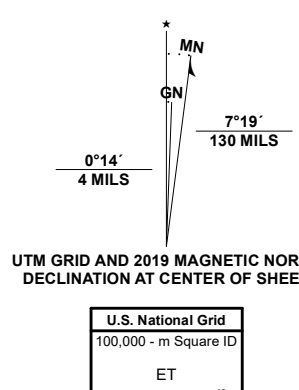 ★
MN
GN
7°19´
130 MILS
0°14´
4 MILS
UTM GRID AND 2019 MAGNETIC NOR
DECLINATION AT CENTER OF SHEE
U.S. National Grid
100,000 - m Square ID
ET